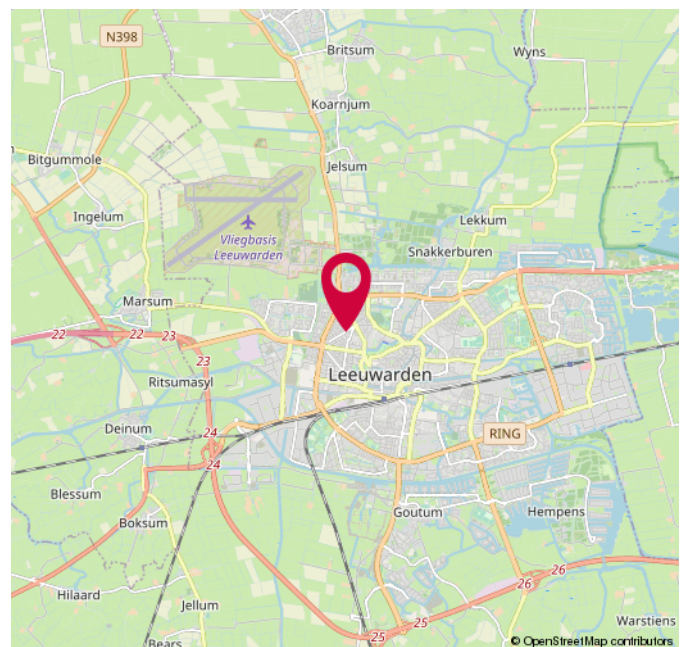 N398
Britsum
Wyns
Koarnjum
Bitgummole
Jelsum
Ingelum
Lekkum
Vliegbasis
Leeuwarden
Snakkerburen
Marsum
22
22
23
23
Ritsumasyl
Leeuwarden
Deinum
24
RING
24
Blessum
Goutum
Hempens
Boksum
26
26
Hilaard
Jellum
Warstiens
25
25
Bears
© OpenStreetMap contributors